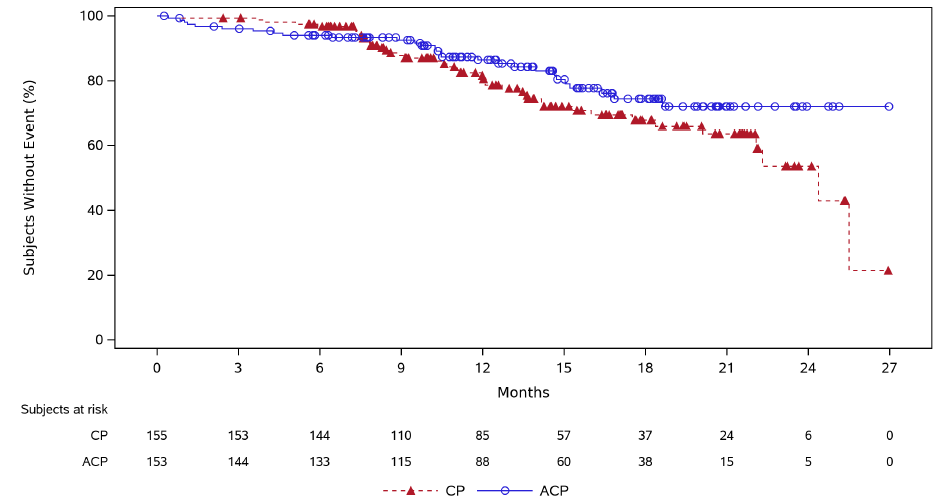 Subjects Without Event (%)
100
80
60
40
20
0
0 3 6 9 12 15 18 21 24 27
Months
Subjects at risk
CP 155 153 144 110 85 57 37 24 6 0
ACP 153 144 133 115 88 60 38 15 5 0
CP ACP